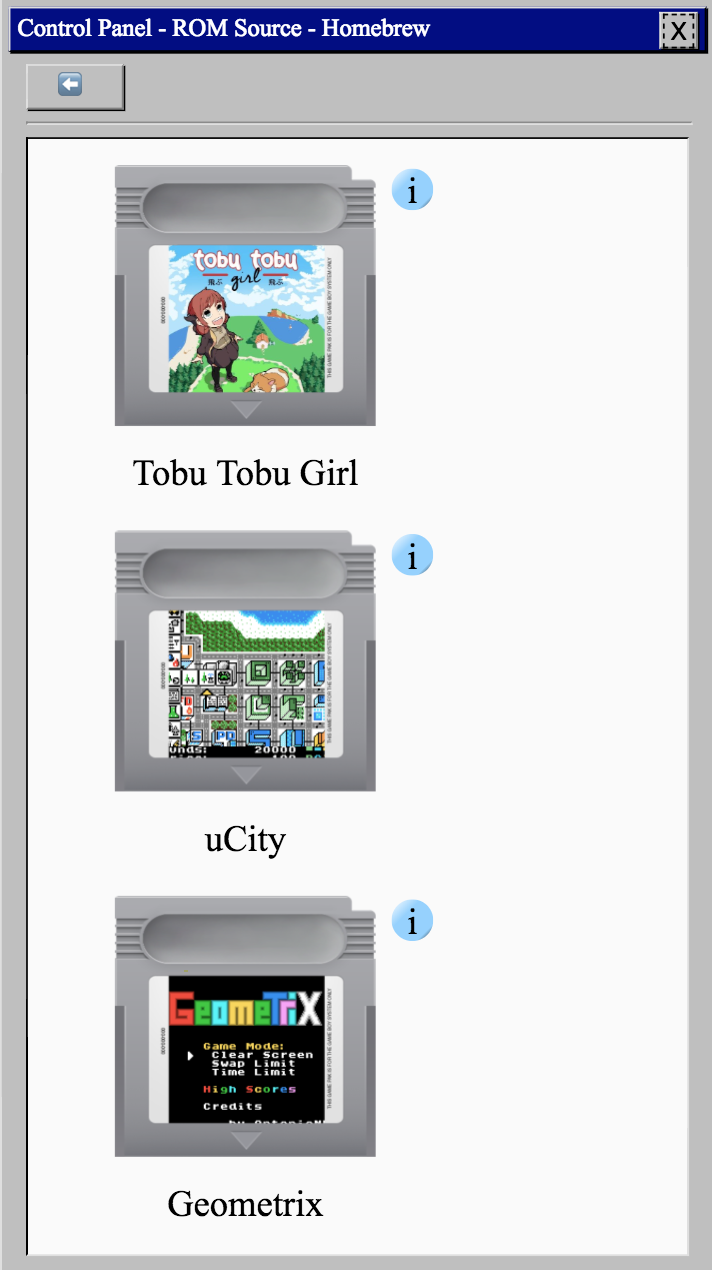 Control Panel - ROM Source - Homebrew
X
i
tobu tobu
飛ぶ girl 飛ぶ
THIS GAME PAK IS FOR THE GAME BOY SYSTEM ONLY
Tobu Tobu Girl
i
unds: 20000
THIS GAME PAK IS FOR THE GAME BOY SYSTEM ONLY
uCity
i
GeomeTriX
Game Mode:
Clear Screen
Swap Limit
Time Limit
High Scores
Credits
THIS GAME PAK IS FOR THE GAME BOY SYSTEM ONLY
Geometrix